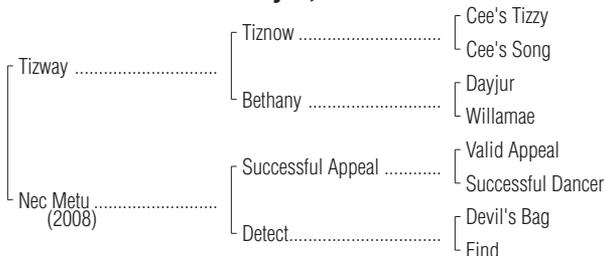 Cee's Tizzy
Tiznow
Cee's Song
Tizway
Dayjur
Bethany
Willamae
Valid Appeal
Successful Appeal
Successful Dancer
Nec Metu
(2008)
Devil's Bag
Detect
Find